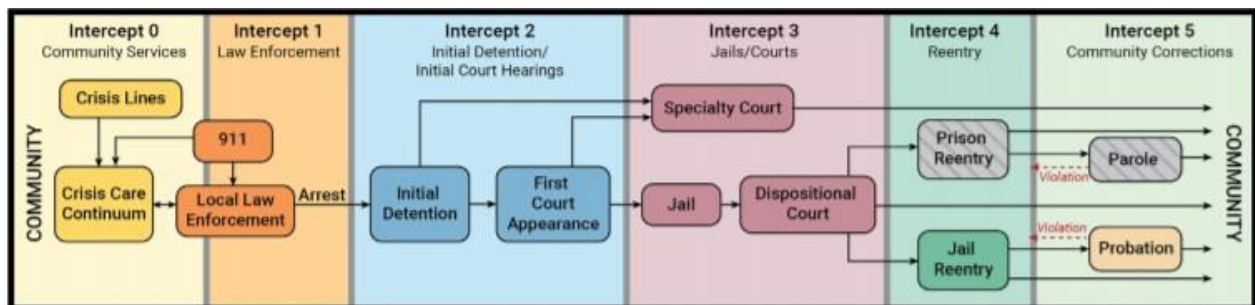 Intercept 0
Community Services
Intercept 1
Law Enforcement
Intercept 2
Initial Detention/
Initial Court Hearings
Intercept 3
Jails/Courts
Intercept 4
Reentry
Intercept 5
Community Corrections
COMMUNITY
Crisis Lines
Crisis Care
Continuum
911
Local Law
Enforcement
Arrest
Initial
Detention
First
Court
Appearance
Specialty Court
Jail
Dispositional
Court
Prison
Reentry
Jail
Reentry
Violation
Parole
Violation
Probation
COMMUNITY